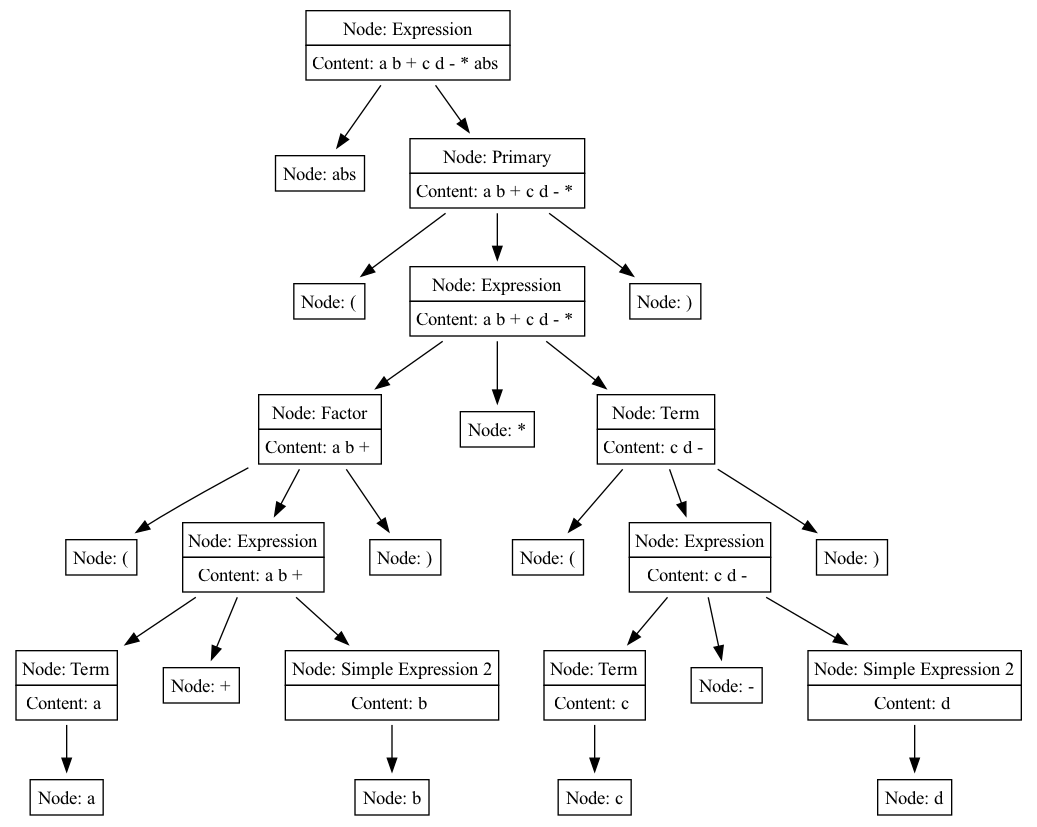 Node: Expression
Content: a b + c d - * abs
Node: abs
Node: Primary
Content: a b + c d - *
Node: (
Node: Expression
Content: a b + c d - *
Node: )
Node: Factor
Content: a b +
Node: *
Node: Term
Content: c d -
Node: (
Node: Expression
Content: a b +
Node: )
Node: (
Node: Expression
Content: c d -
Node: )
Node: Term
Content: a
Node: +
Node: Simple Expression 2
Content: b
Node: Term
Content: c
Node: -
Node: Simple Expression 2
Content: d
Node: a
Node: b
Node: c
Node: d